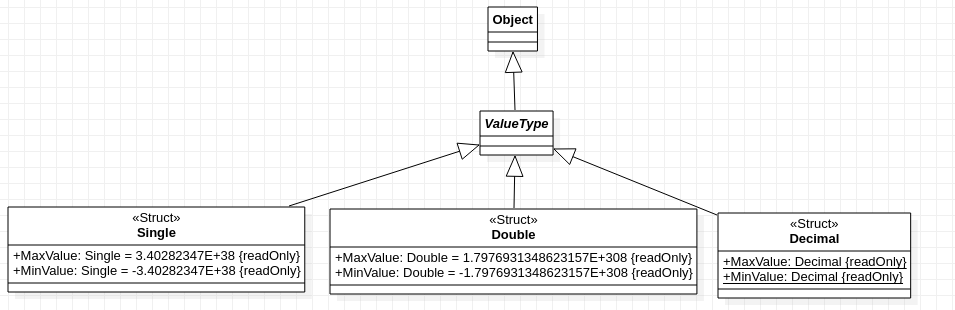 Object
ValueType
«Struct»
Single
+MaxValue: Single = 3.40282347E+38 {readOnly}
+MinValue: Single = -3.40282347E+38 {readOnly}
«Struct»
Double
+MaxValue: Double = 1.7976931348623157E+308 {readOnly}
+MinValue: Double = -1.7976931348623157E+308 {readOnly}
«Struct»
Decimal
+MaxValue: Decimal {readOnly}
+MinValue: Decimal {readOnly}